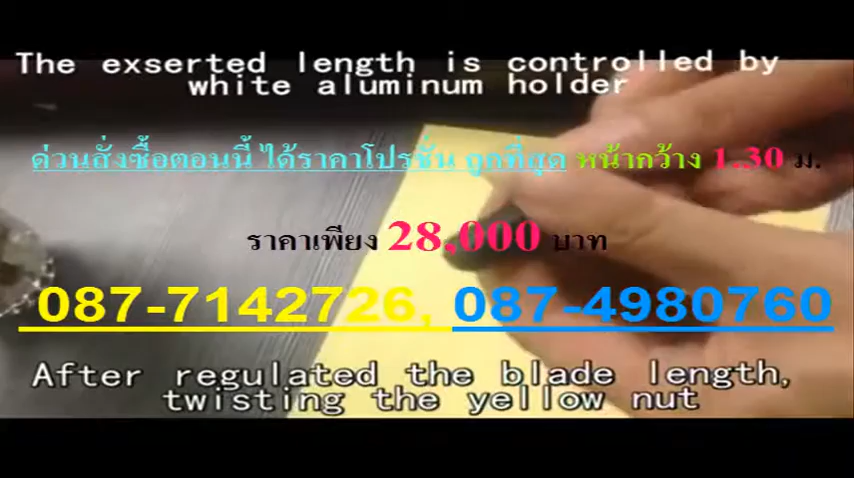 The exserted length is controlled by
white aluminum holder
ด่วนสั่งซื้อตอนนี้ ได้ราคาโปรชั่น ถูกที่สุด หน้ากว้าง 1.30 ม.
ราคาเพียง 28,000 บาท
087-7142726, 087-4980760
After regulated the blade length,
twisting the yellow nut